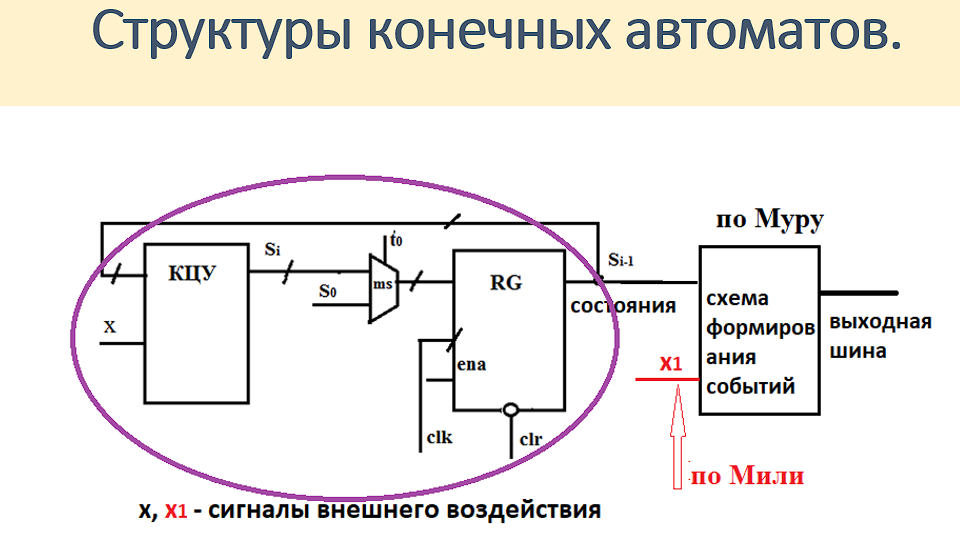 Структуры конечных автоматов.
по Муру
t0
Si
КЦУ
ms
S0
RG
Si-1
состояния
x
ena
clk
clr
схема
формиров
ания
событий
x1
выходная
шина
по Мили
x, x1 - сигналы внешнего воздействия